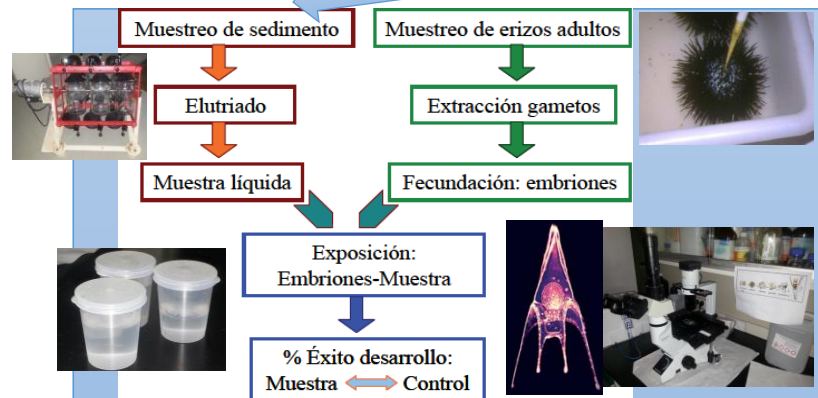 Muestreo de sedimento
Muestreo de erizos adultos
Elutriado
Extracción gametos
Muestra líquida
Fecundación: embriones
Exposición:
Embriones-Muestra
% Éxito desarrollo:
Muestra
Control